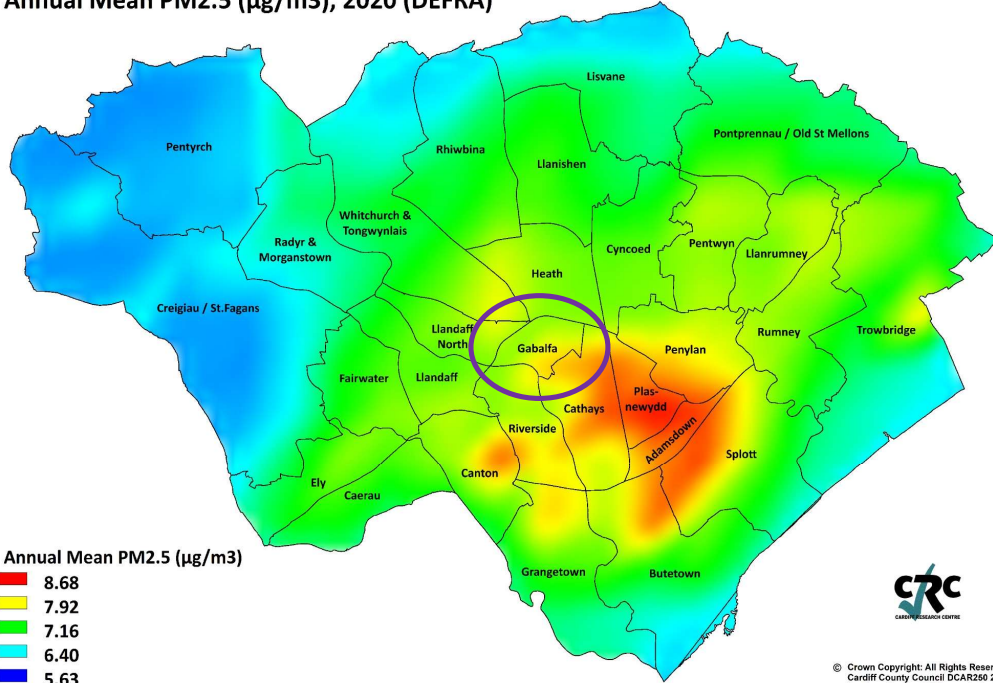 Annual Mean PM2.5 (µg/m3), 2020 (DEFRA)
Lisvane
Pontprennau / Old St Mellons
Pentyrch
Rhiwbina
Llanishen
Whitchurch &
Tongwynlais
Radyr &
Morganstown
Cyncoed
Pentwyn
Llanrumney
Heath
Creigiau / St.Fagans
Llandaff
North
Gabalfa
Penylan
Rumney
Trowbridge
Fairwater
Llandaff
Plas-
newydd
Cathays
Riverside
Adamsdown
Splott
Canton
Ely
Caerau
Grangetown
Butetown
Annual Mean PM2.5 (µg/m3)
8.68
7.92
7.16
6.40
5.63
CRC
CARDIFF RESEARCH CENTRE
© Crown Copyright: All Rights Reser
Cardiff County Council DCAR250 2